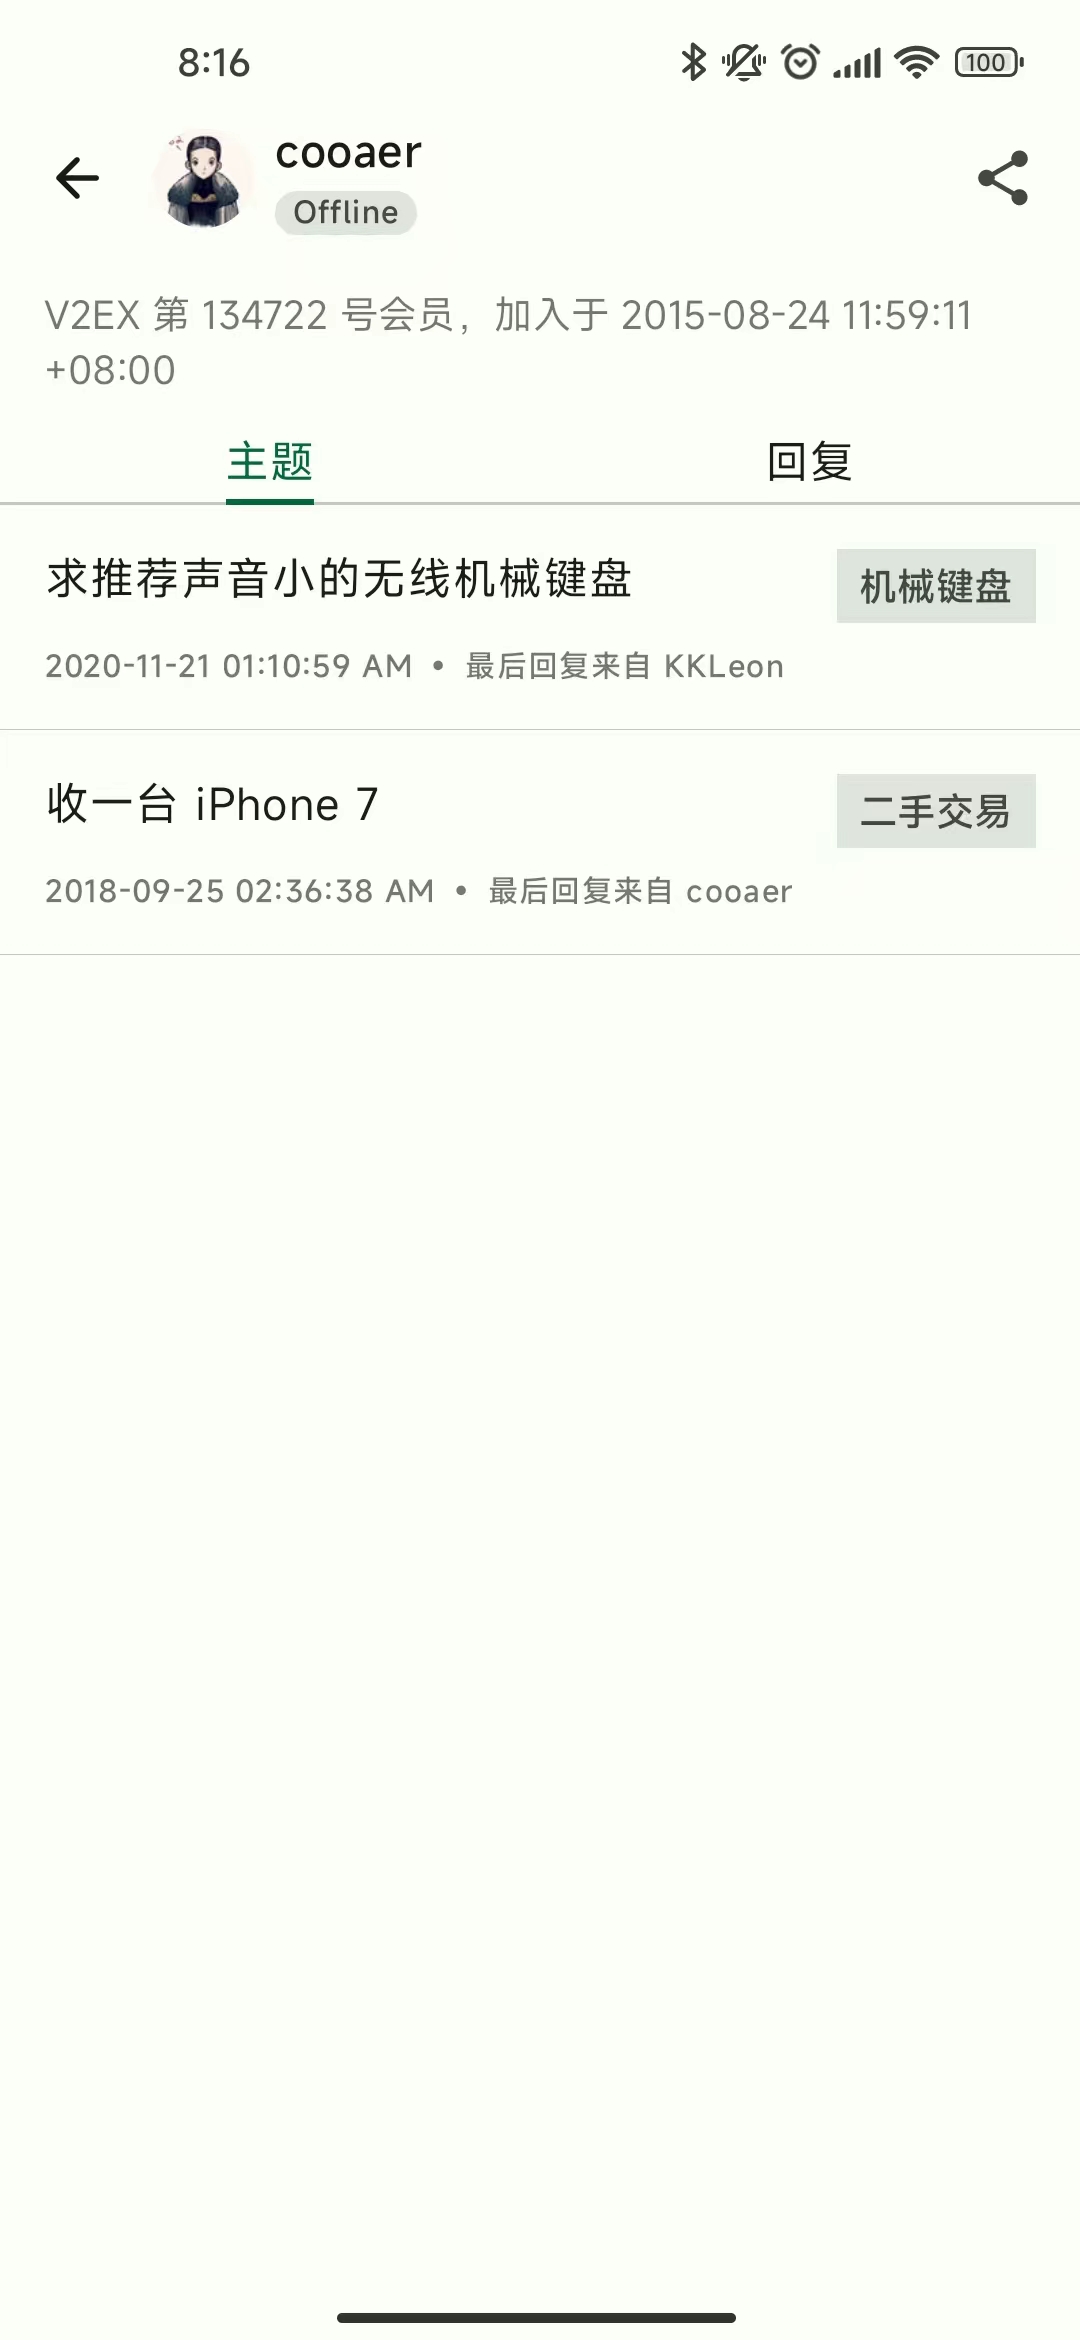 8:16
100
cooaer
Offline
V2EX 第 134722 号会员，加入于 2015-08-24 11:59:11
+08:00
主题
回复
求推荐声音小的无线机械键盘
机械键盘
2020-11-21 01:10:59 AM • 最后回复来自 KKLeon
收一台 iPhone 7
二手交易
2018-09-25 02:36:38 AM • 最后回复来自 cooaer